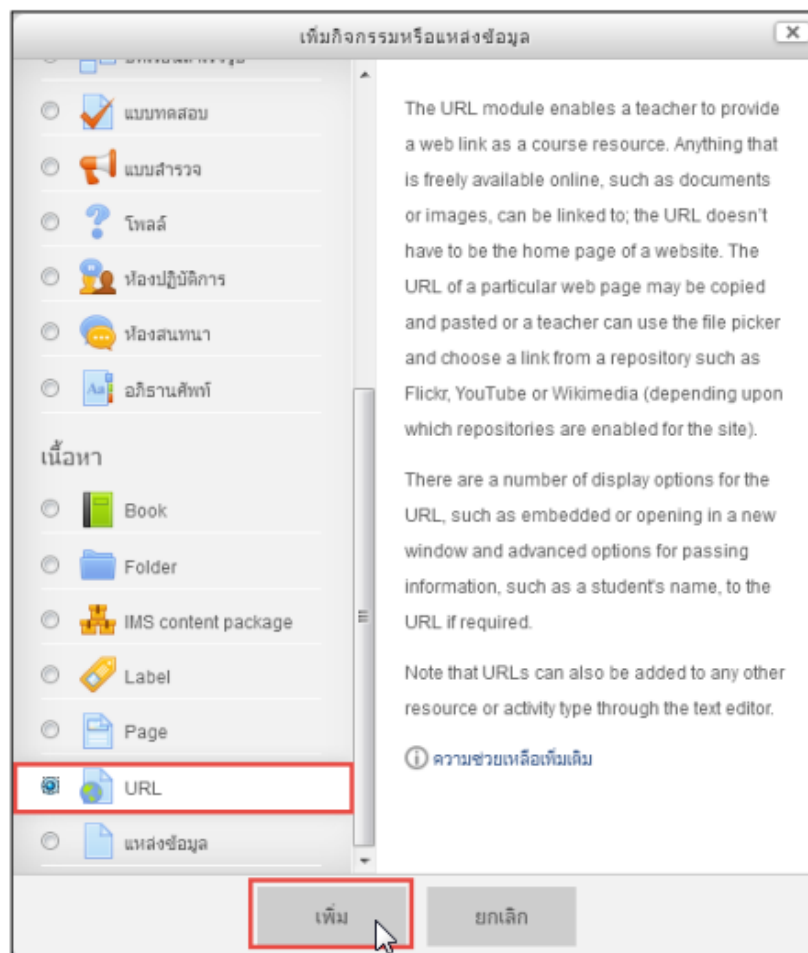 เพิ่มกิจกรรมหรือแหล่งข้อมูล
แบบทดสอบ
แบบสำรวจ
โพลล์
ห้องปฏิบัติการ
ห้องสนทนา
อภิธานศัพท์
เนื้อหา
Book
Folder
IMS content package
Label
Page
URL
แหล่งข้อมูล
The URL module enables a teacher to provide
a web link as a course resource. Anything that
is freely available online, such as documents
or images, can be linked to; the URL doesn't
have to be the home page of a website. The
URL of a particular web page may be copied
and pasted or a teacher can use the file picker
and choose a link from a repository such as
Flickr, YouTube or Wikimedia (depending upon
which repositories are enabled for the site).
There are a number of display options for the
URL, such as embedded or opening in a new
window and advanced options for passing
information, such as a student's name, to the
URL if required.
Note that URLs can also be added to any other
resource or activity type through the text editor.
ความช่วยเหลือเพิ่มเติม
เพิ่ม
ยกเลิก